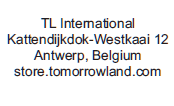 TL International
Kattendijkdok-Westkaai 12
Antwerp, Belgium
store.tomorrowland.com